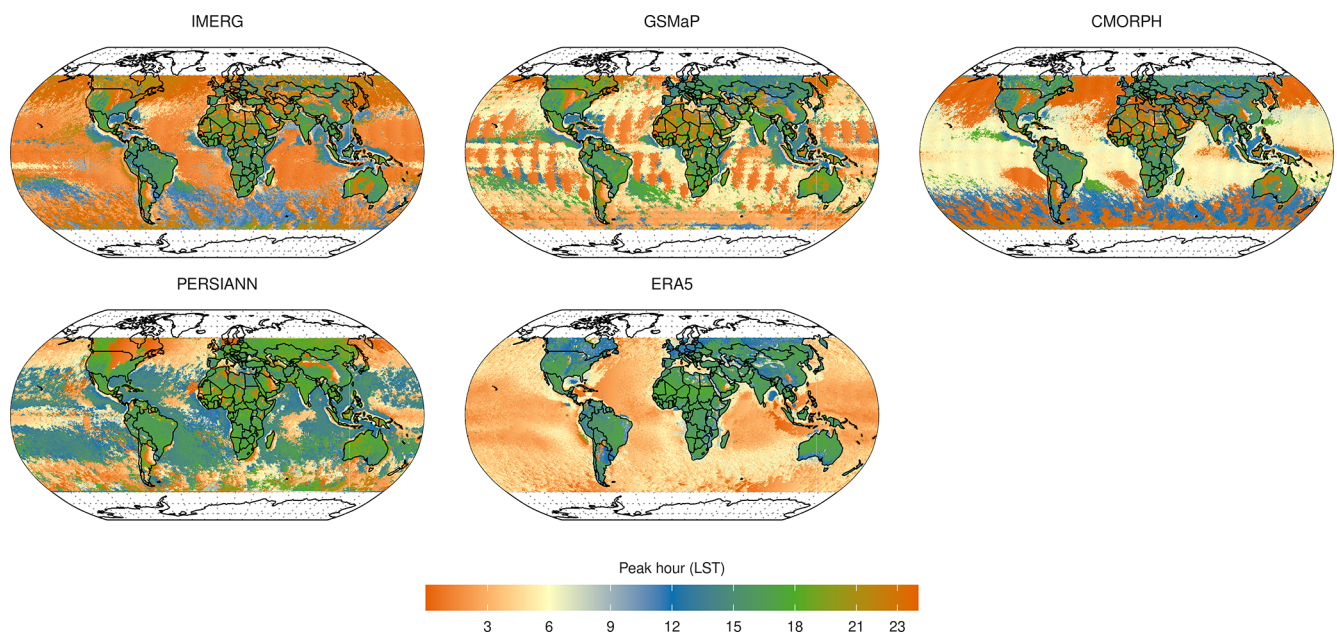 IMERG
GSMaP
CMORPH
PERSIANN
ERA5
Peak hour (LST)
3 6 9 12 15 18 21 23